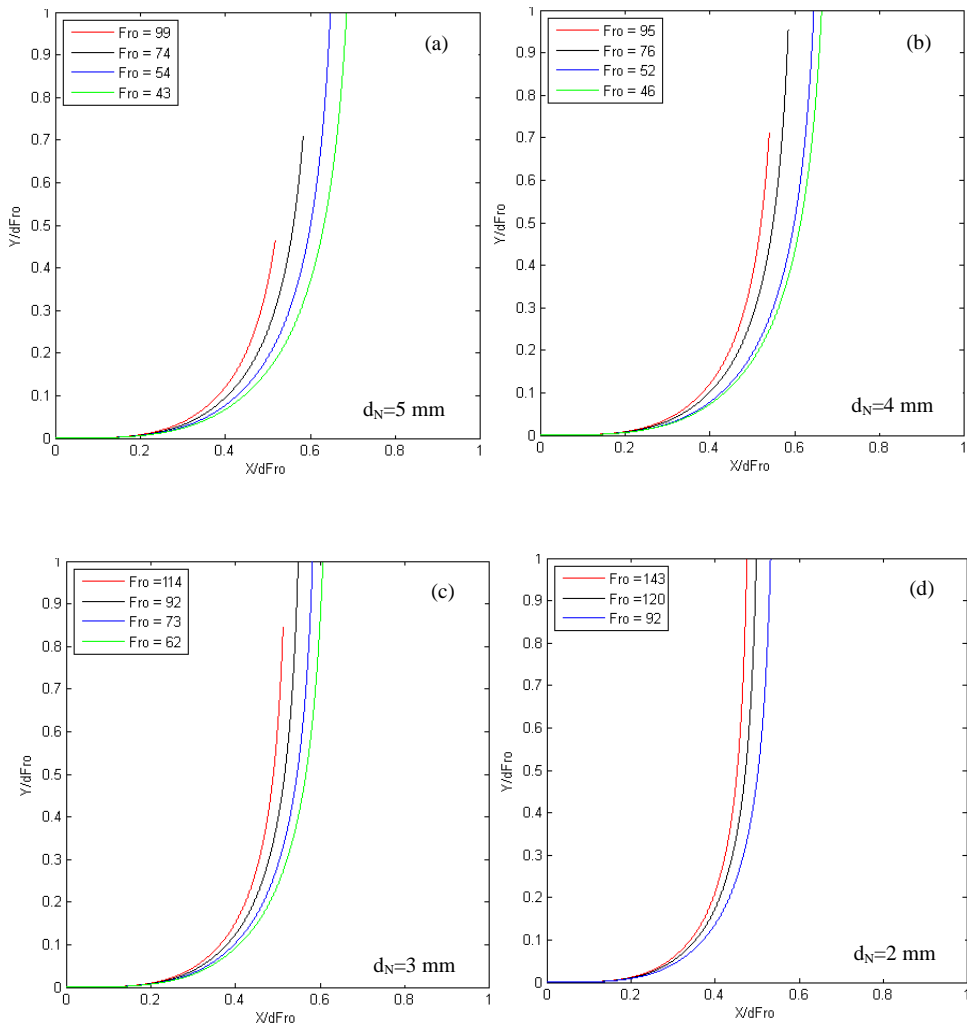 Fro = 99
Fro = 74
Fro = 54
Fro = 43
(a)
1
0.9
0.8
0.7
0.6
0.5
0.4
0.3
0.2
0.1
0
Y/dFro
d_N=5 mm
0 0.2 0.4 0.6 0.8 1
X/dFro
Fro = 95
Fro = 76
Fro = 52
Fro = 46
(b)
1
0.9
0.8
0.7
0.6
0.5
0.4
0.3
0.2
0.1
0
Y/dFro
d_N=4 mm
0 0.2 0.4 0.6 0.8 1
X/dFro
Fro =114
Fro = 92
Fro = 73
Fro = 62
(c)
1
0.9
0.8
0.7
0.6
0.5
0.4
0.3
0.2
0.1
0
Y/dFro
d_N=3 mm
0 0.2 0.4 0.6 0.8 1
X/dFro
Fro =143
Fro =120
Fro = 92
(d)
1
0.9
0.8
0.7
0.6
0.5
0.4
0.3
0.2
0.1
0
Y/dFro
d_N=2 mm
0 0.2 0.4 0.6 0.8 1
X/dFro